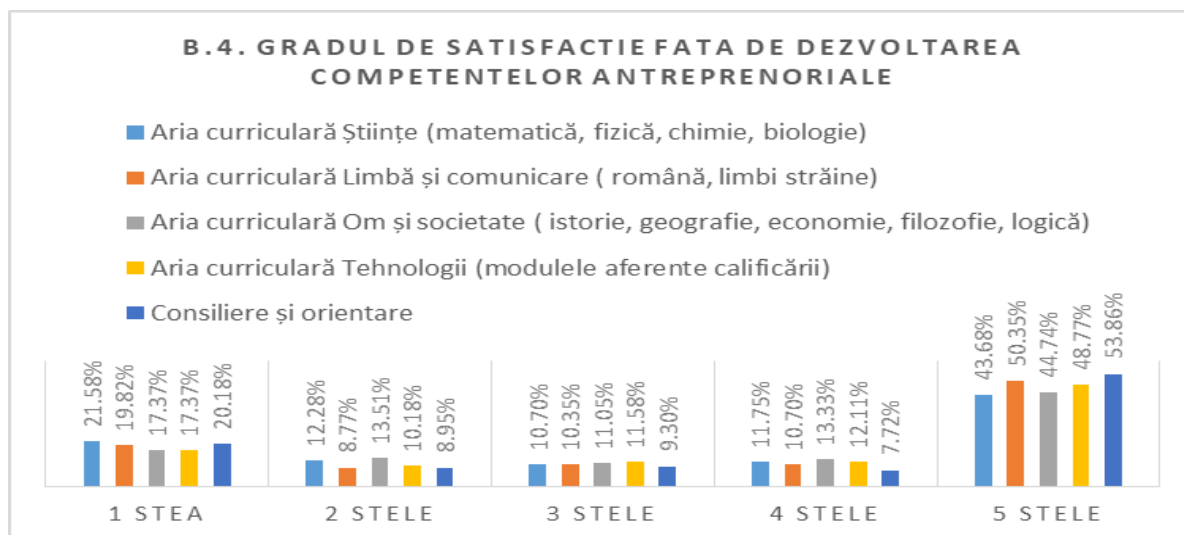 B.4. GRADUL DE SATISFACTIE FATA DE DEZVOLTAREA
COMPETENTELOR ANTREPRENORIALE
Aria curriculară Științe (matematică, fizică, chimie, biologie)
Aria curriculară Limbă și comunicare ( română, limbi străine)
Aria curriculară Om și societate ( istorie, geografie, economie, filozofie, logică)
Aria curriculară Tehnologii (modulele aferente calificării)
Consiliere și orientare
21.58%
19.82%
17.37%
17.37%
20.18%
12.28%
8.77%
13.51%
10.18%
8.95%
10.70%
10.35%
11.05%
11.58%
9.30%
11.75%
10.70%
13.33%
12.11%
7.72%
43.68%
50.35%
44.74%
48.77%
53.86%
1 STEA
2 STELE
3 STELE
4 STELE
5 STELE